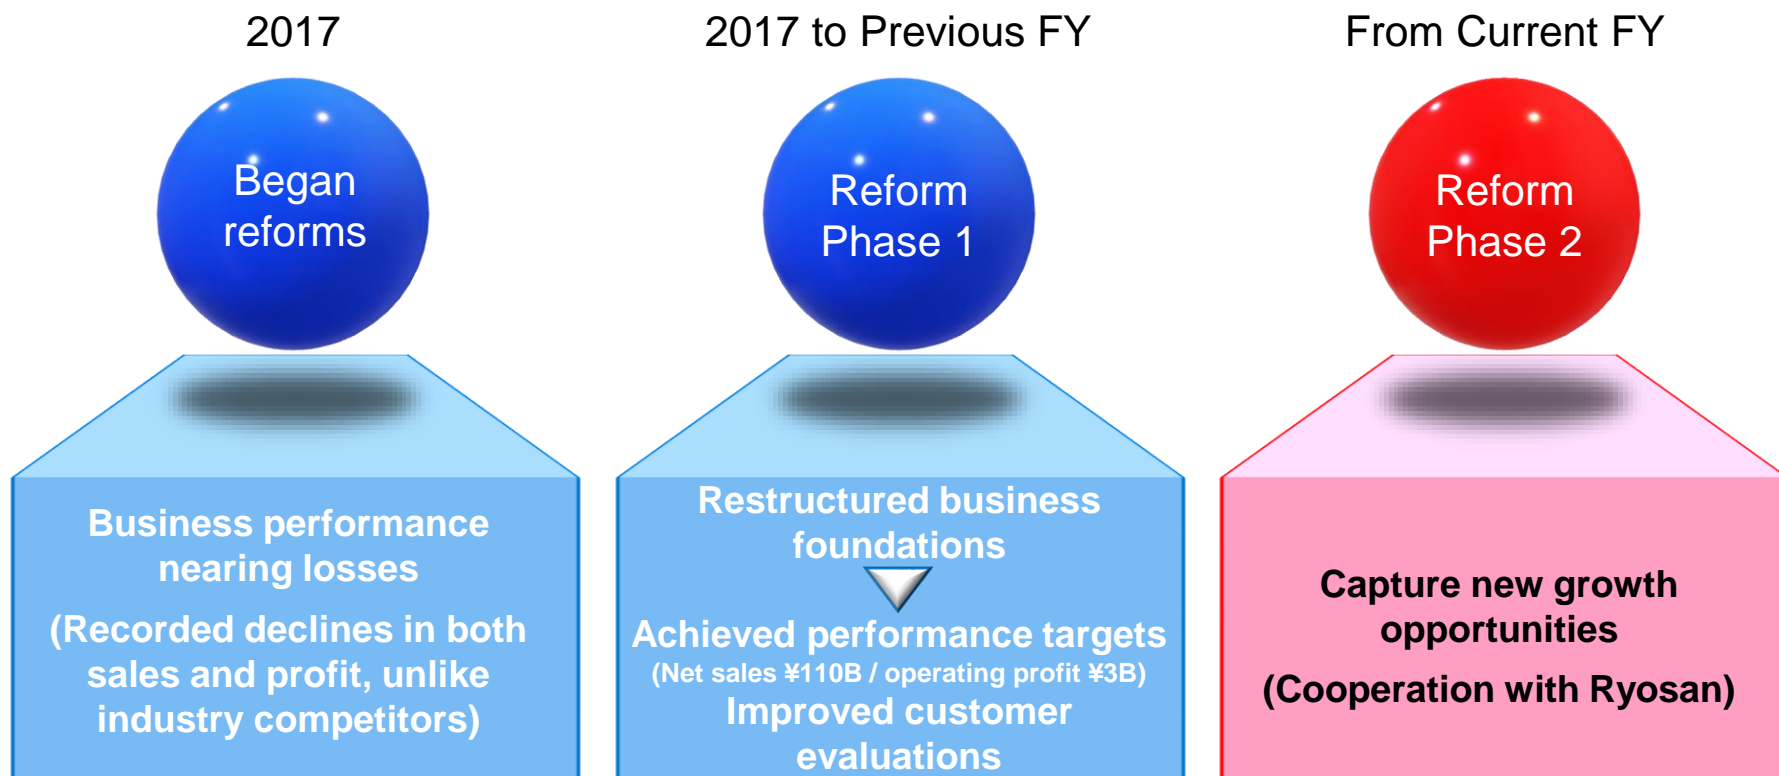 2017
Began
reforms
Business performance
nearing losses
(Recorded declines in both
sales and profit, unlike
industry competitors)
2017 to Previous FY
Reform
Phase 1
Restructured business
foundations
Achieved performance targets
(Net sales ¥110B / operating profit ¥3B)
Improved customer
evaluations
From Current FY
Reform
Phase 2
Capture new growth
opportunities
(Cooperation with Ryosan)